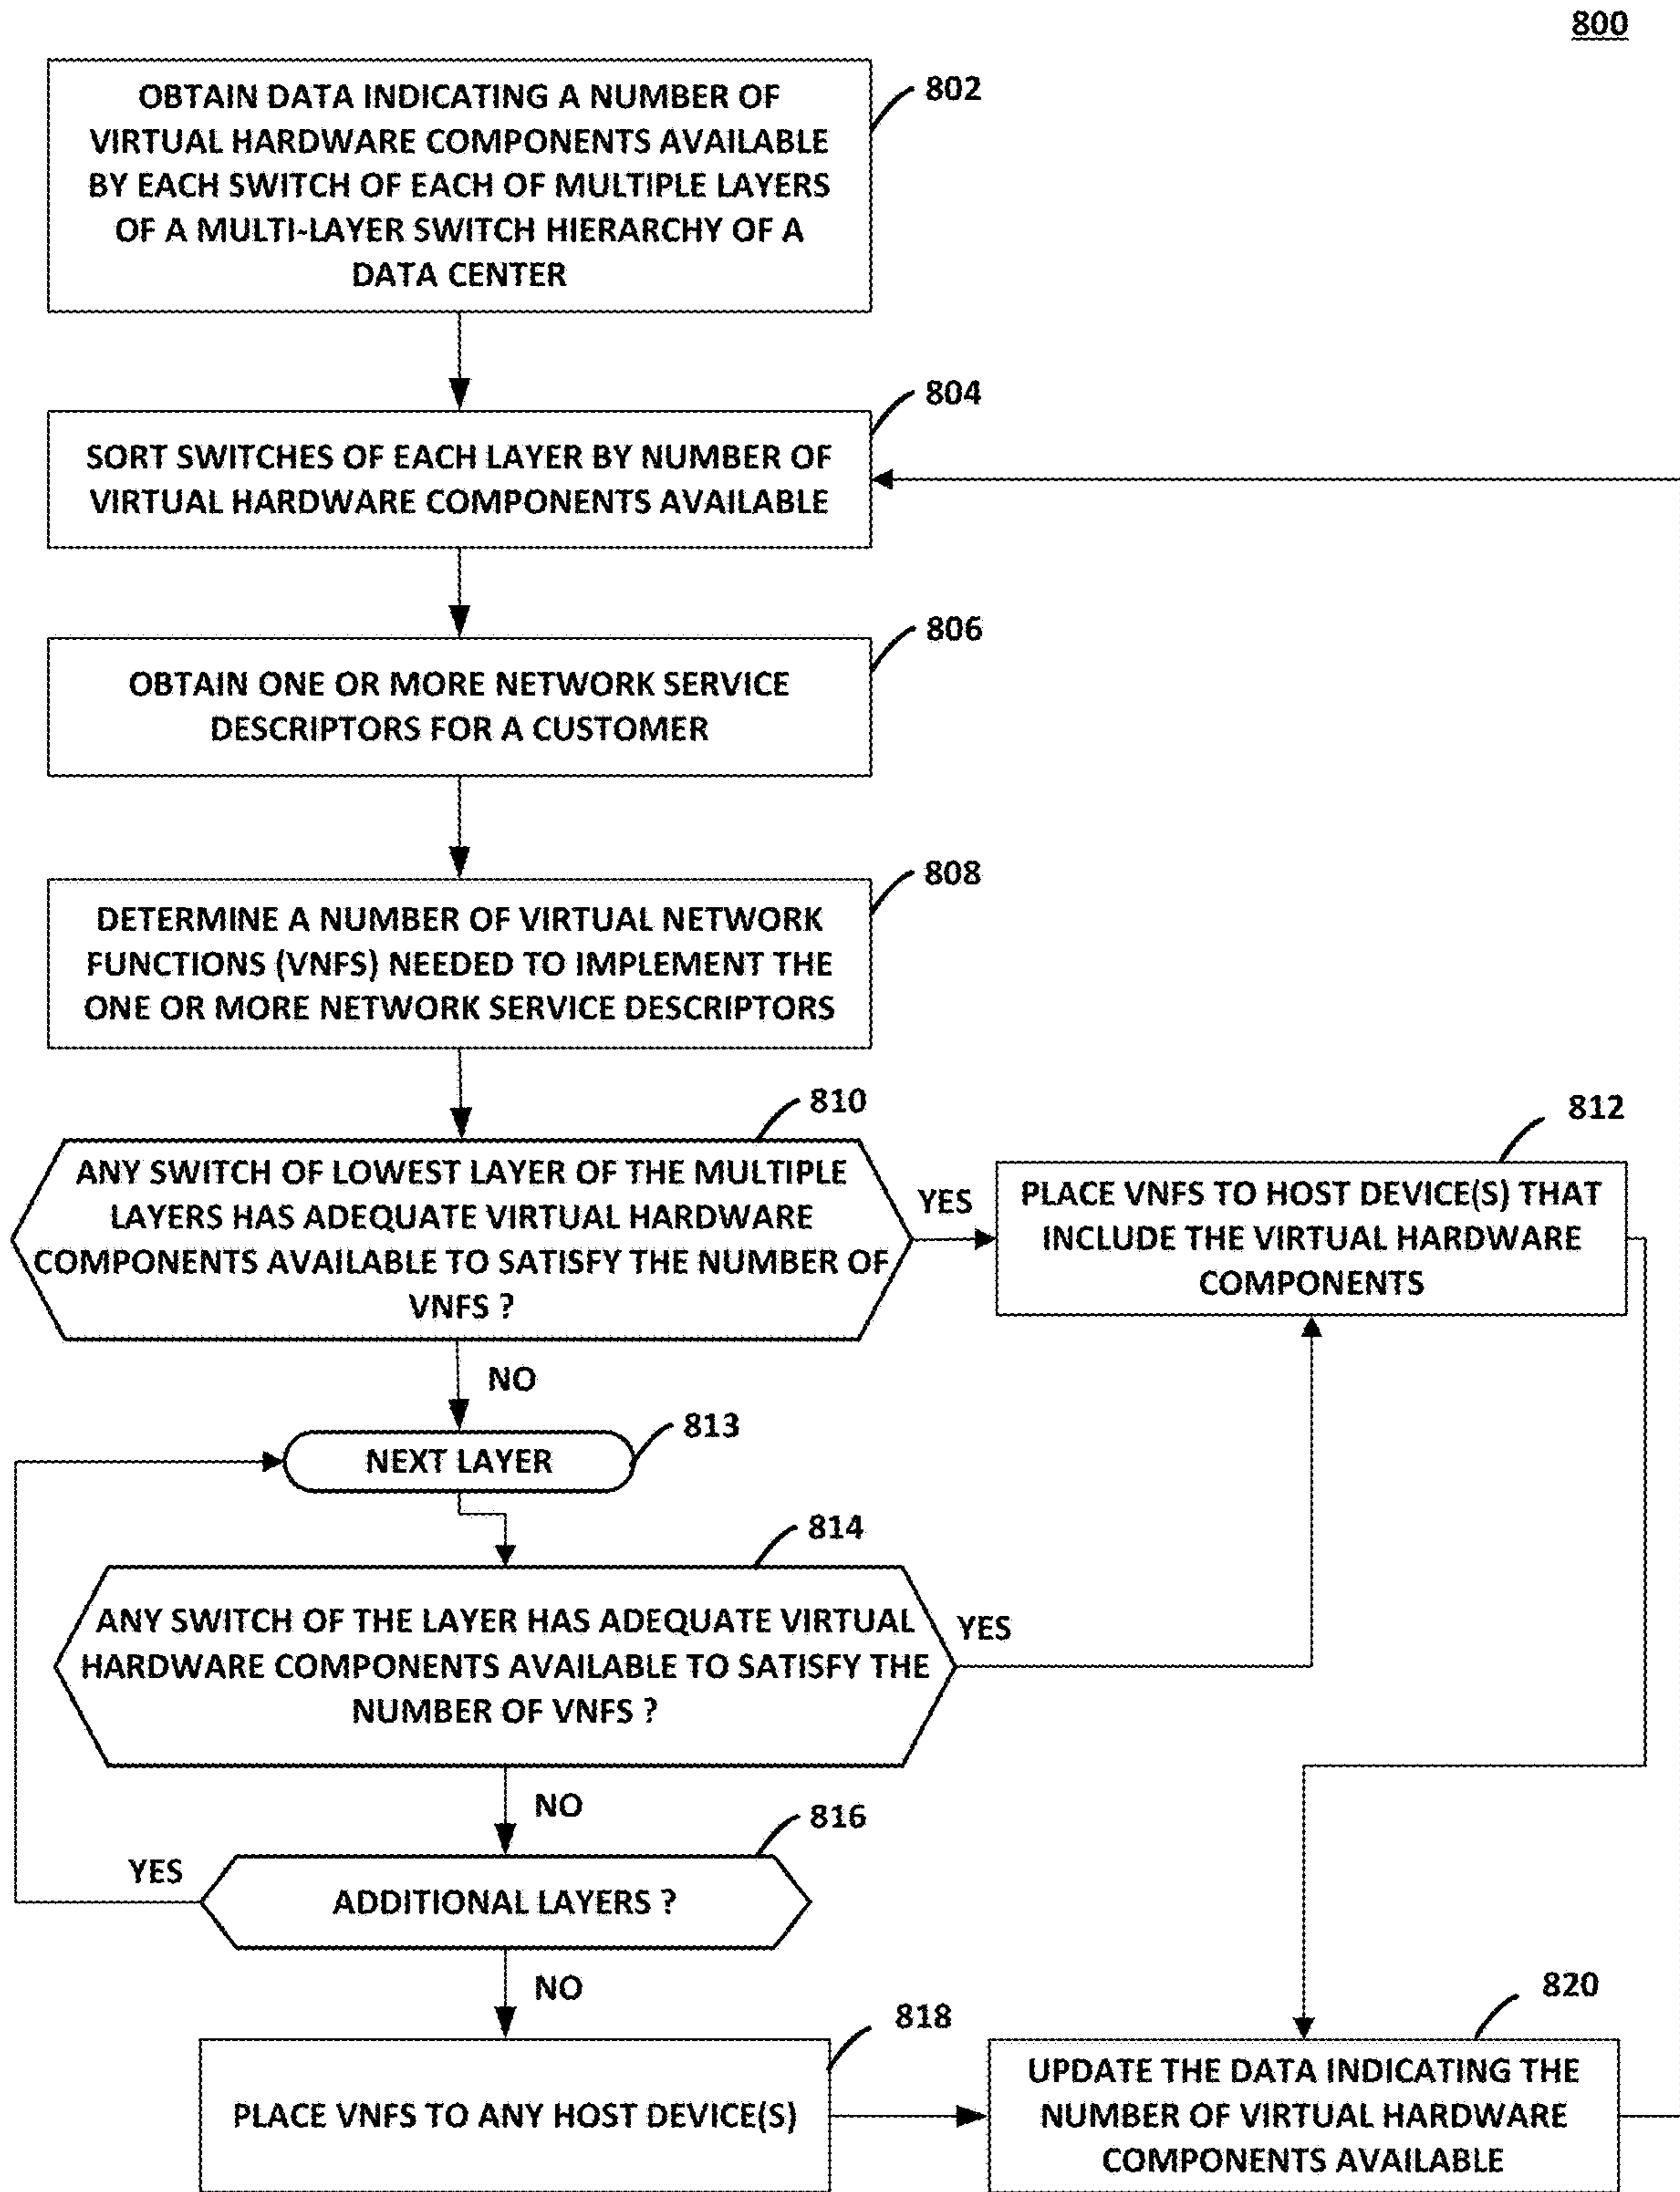 800
OBTAIN DATA INDICATING A NUMBER OF
VIRTUAL HARDWARE COMPONENTS AVAILABLE
BY EACH SWITCH OF EACH OF MULTIPLE LAYERS
OF A MULTI-LAYER SWITCH HIERARCHY OF A
DATA CENTER
802
SORT SWITCHES OF EACH LAYER BY NUMBER OF
VIRTUAL HARDWARE COMPONENTS AVAILABLE
804
OBTAIN ONE OR MORE NETWORK SERVICE
DESCRIPTORS FOR A CUSTOMER
806
DETERMINE A NUMBER OF VIRTUAL NETWORK
FUNCTIONS (VNFS) NEEDED TO IMPLEMENT THE
ONE OR MORE NETWORK SERVICE DESCRIPTORS
808
ANY SWITCH OF LOWEST LAYER OF THE MULTIPLE
LAYERS HAS ADEQUATE VIRTUAL HARDWARE
COMPONENTS AVAILABLE TO SATISFY THE NUMBER OF
VNFS ?
810
YES
PLACE VNFS TO HOST DEVICE(S) THAT
INCLUDE THE VIRTUAL HARDWARE
COMPONENTS
812
NO
NEXT LAYER
813
ANY SWITCH OF THE LAYER HAS ADEQUATE VIRTUAL
HARDWARE COMPONENTS AVAILABLE TO SATISFY THE
NUMBER OF VNFS ?
814
YES
NO
ADDITIONAL LAYERS ?
816
YES
NO
PLACE VNFS TO ANY HOST DEVICE(S)
818
UPDATE THE DATA INDICATING THE
NUMBER OF VIRTUAL HARDWARE
COMPONENTS AVAILABLE
820